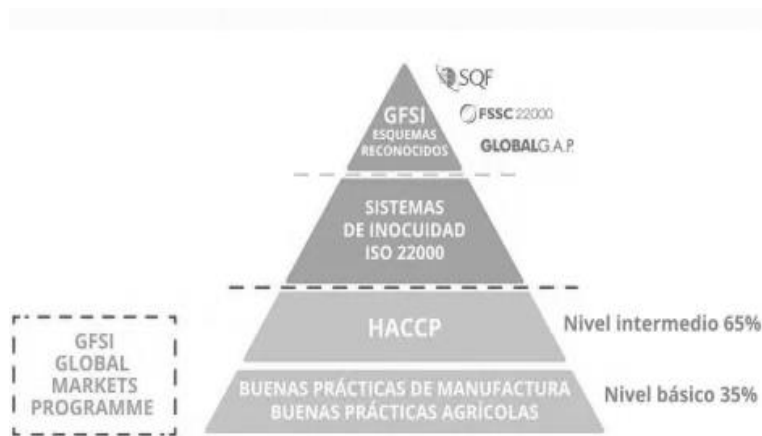 SQF
GFSI
ESQUEMAS
RECONOCIDOS
FSSC 22000
GLOBALG.A.P.
SISTEMAS
DE INOCUIDAD
ISO 22000
HACCP
Nivel intermedio 65%
GFSI
GLOBAL
MARKETS
PROGRAMME
BUENAS PRÁCTICAS DE MANUFACTURA
BUENAS PRÁCTICAS AGRÍCOLAS
Nivel básico 35%